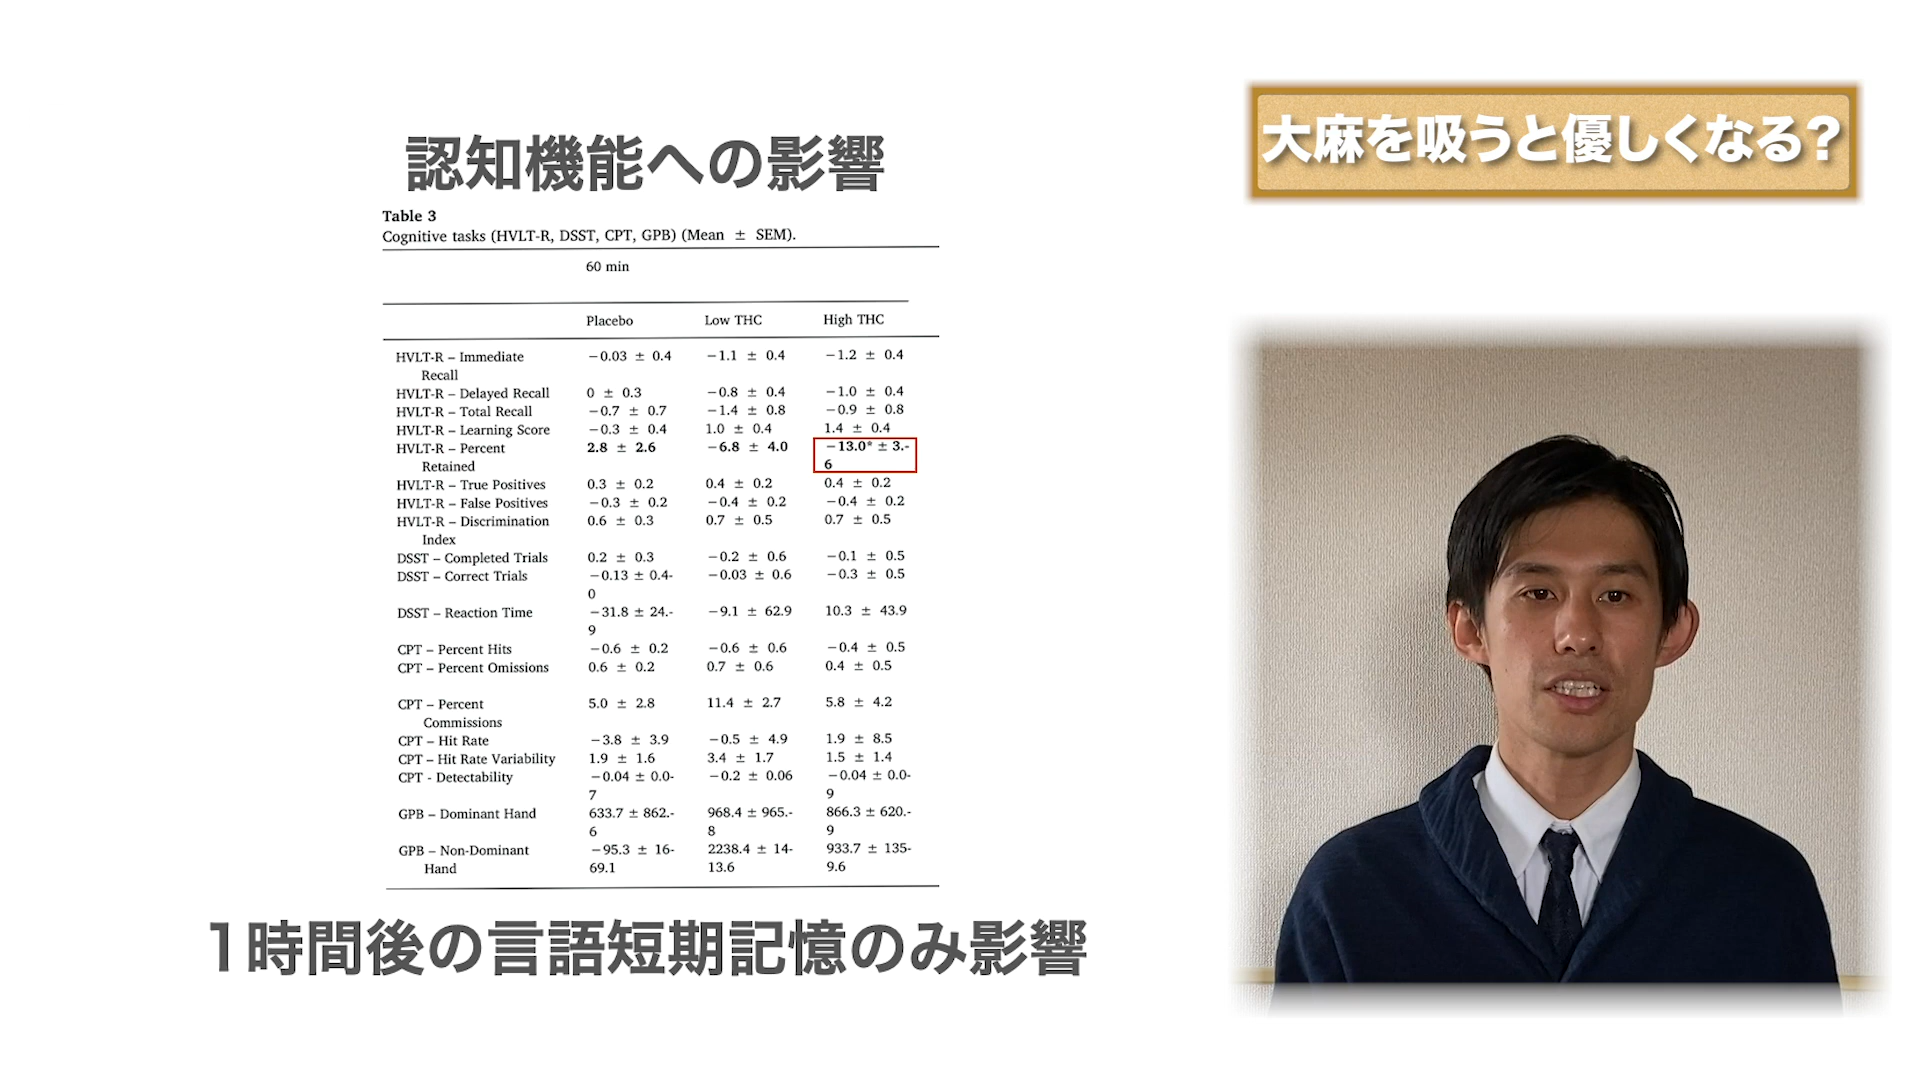 認知機能への影響
大麻を吸うと優しくなる？
Table 3
Cognitive tasks (HVLT-R, DSST, CPT, GPB) (Mean ± SEM).
60 min
Placebo Low THC High THC
HVLT-R – Immediate −0.03 ± 0.4 −1.1 ± 0.4 −1.2 ± 0.4
Recall
HVLT-R – Delayed Recall 0 ± 0.3 −0.8 ± 0.4 −1.0 ± 0.4
HVLT-R – Total Recall −0.7 ± 0.7 −1.4 ± 0.8 −0.9 ± 0.8
HVLT-R – Learning Score −0.3 ± 0.4 1.0 ± 0.4 1.4 ± 0.4
HVLT-R – Percent 2.8 ± 2.6 −6.8 ± 4.0 −13.0* ± 3.-
Retained 6
HVLT-R – True Positives 0.3 ± 0.2 0.4 ± 0.2 0.4 ± 0.2
HVLT-R – False Positives −0.3 ± 0.2 −0.4 ± 0.2 −0.4 ± 0.2
HVLT-R – Discrimination 0.6 ± 0.3 0.7 ± 0.5 0.7 ± 0.5
Index
DSST – Completed Trials 0.2 ± 0.3 −0.2 ± 0.6 −0.1 ± 0.5
DSST – Correct Trials −0.13 ± 0.4- −0.03 ± 0.6 −0.3 ± 0.5
0
DSST – Reaction Time −31.8 ± 24.- −9.1 ± 62.9 10.3 ± 43.9
9
CPT – Percent Hits −0.6 ± 0.2 −0.6 ± 0.6 −0.4 ± 0.5
CPT – Percent Omissions 0.6 ± 0.2 0.7 ± 0.6 0.4 ± 0.5
CPT – Percent 5.0 ± 2.8 11.4 ± 2.7 5.8 ± 4.2
Commissions
CPT – Hit Rate −3.8 ± 3.9 −0.5 ± 4.9 1.9 ± 8.5
CPT – Hit Rate Variability 1.9 ± 1.6 3.4 ± 1.7 1.5 ± 1.4
CPT - Detectability −0.04 ± 0.0- −0.2 ± 0.06 −0.04 ± 0.0-
7 9
GPB – Dominant Hand 633.7 ± 862.- 968.4 ± 965.- 866.3 ± 620.-
6 8 9
GPB – Non-Dominant −95.3 ± 16- 2238.4 ± 14- 933.7 ± 135-
Hand 69.1 13.6 9.6
1時間後の言語短期記憶のみ影響